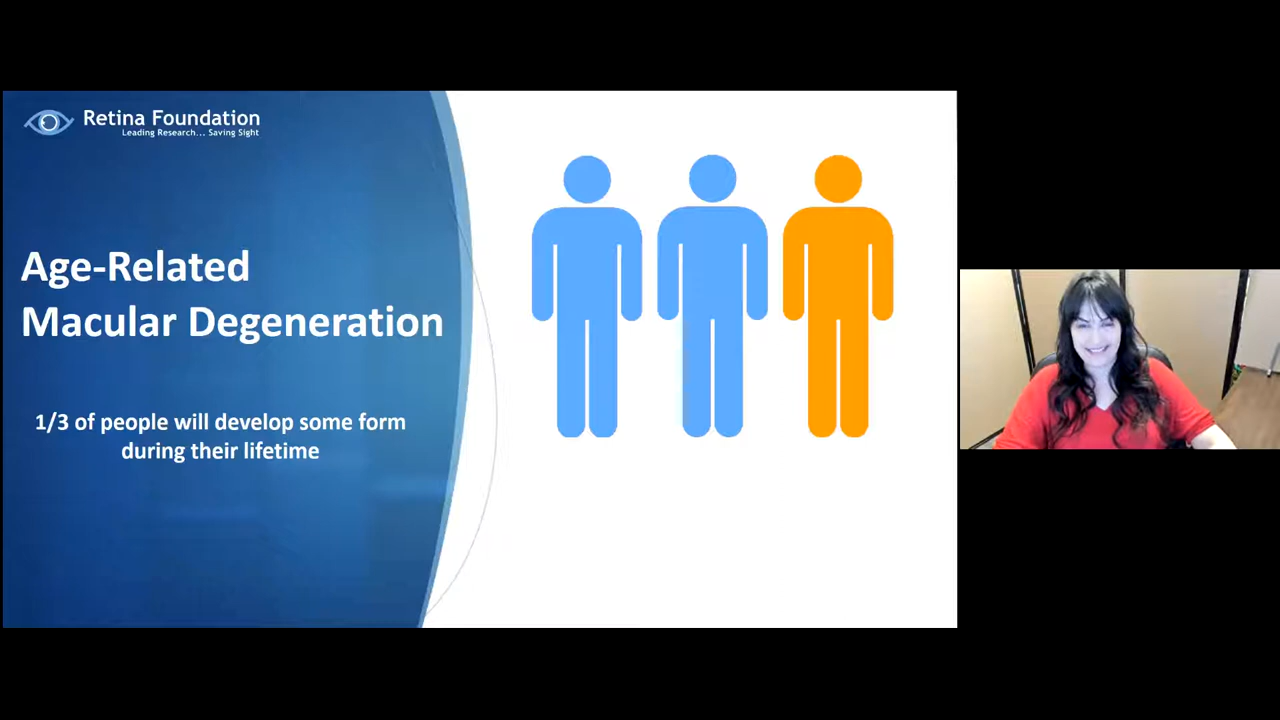 Retina Foundation
Leading Research... Saving Sight
Age-Related
Macular Degeneration
1/3 of people will develop some form
during their lifetime